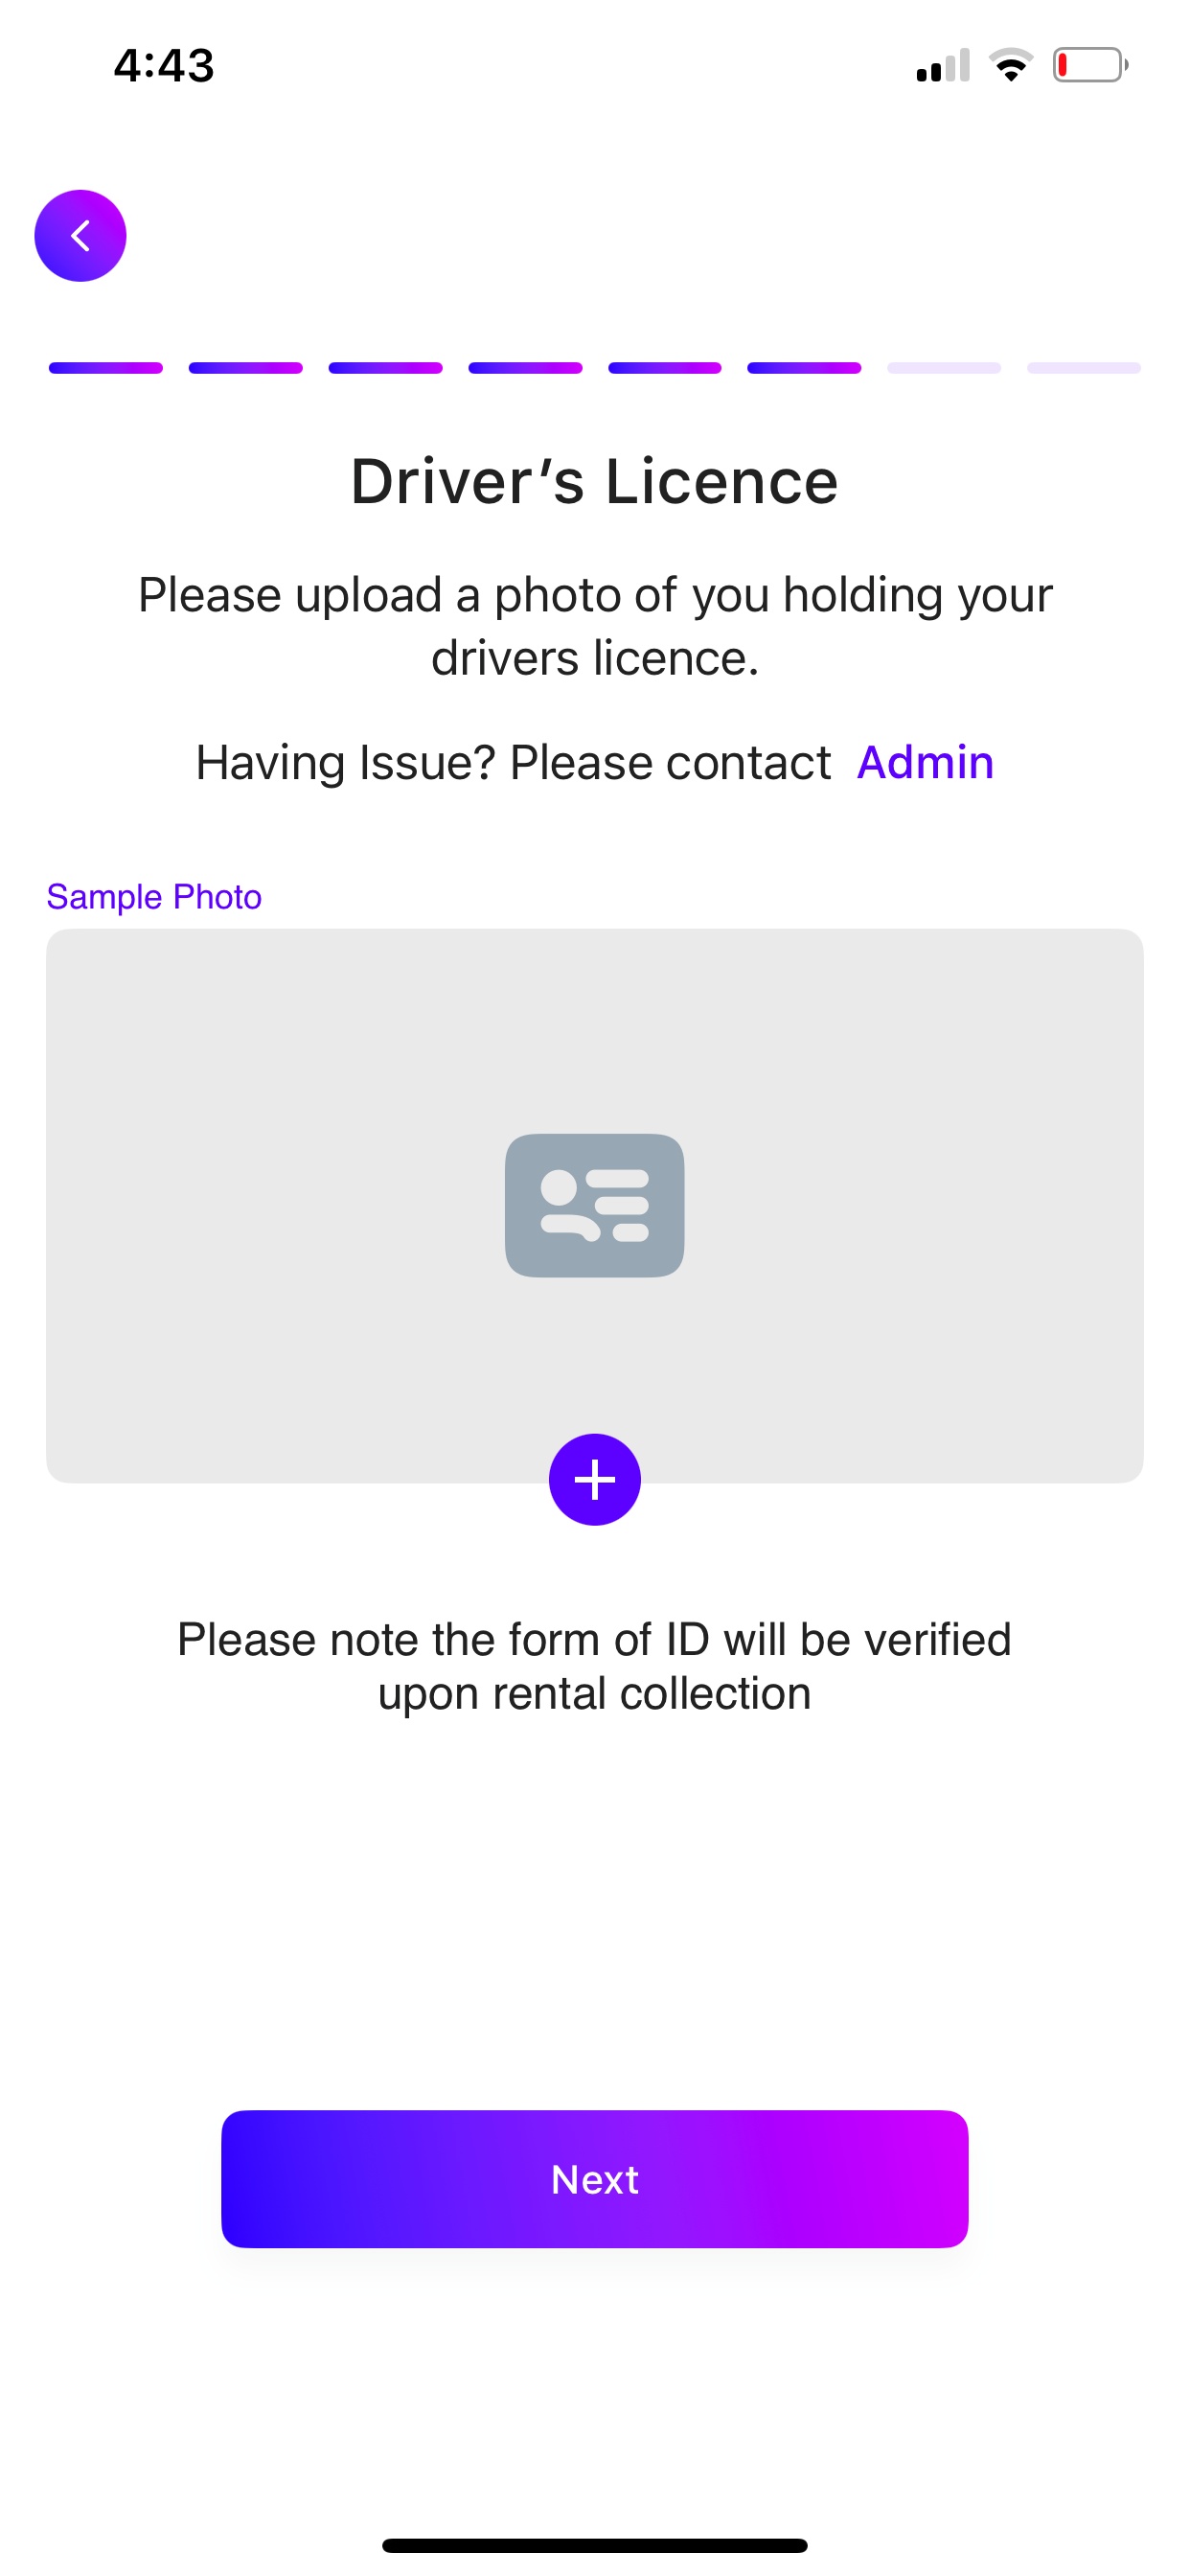 4:43
Driver’s Licence
Please upload a photo of you holding your
drivers licence.
Having Issue? Please contact Admin
Sample Photo
Please note the form of ID will be verified
upon rental collection
Next